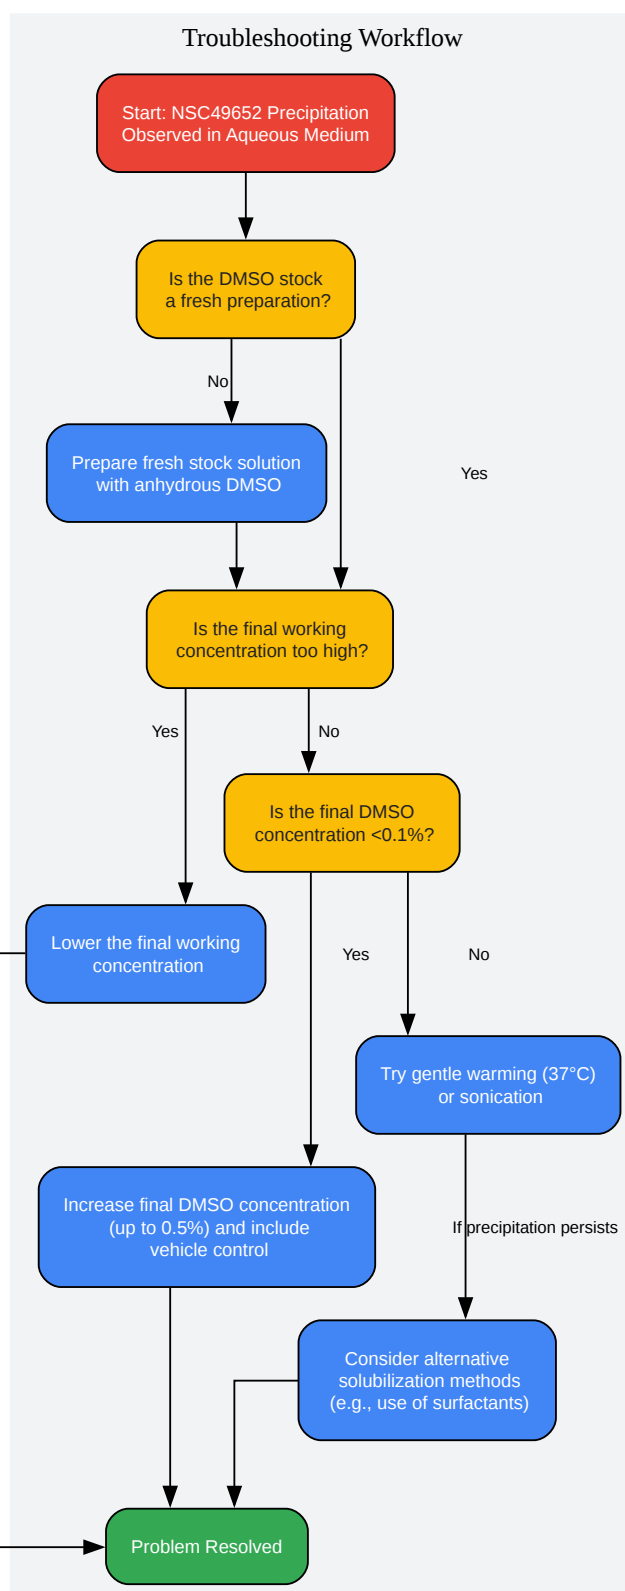 Troubleshooting Workflow
Start: NSC49652 Precipitation
Observed in Aqueous Medium
Is the DMSO stock
a fresh preparation?
No
Prepare fresh stock solution
with anhydrous DMSO
Yes
Is the final working
concentration too high?
Yes
No
Is the final DMSO
concentration <0.1%?
Lower the final working
concentration
Yes
No
Try gentle warming (37°C)
or sonication
Increase final DMSO concentration
(up to 0.5%) and include
vehicle control
If precipitation persists
Consider alternative
solubilization methods
(e.g., use of surfactants)
Problem Resolved